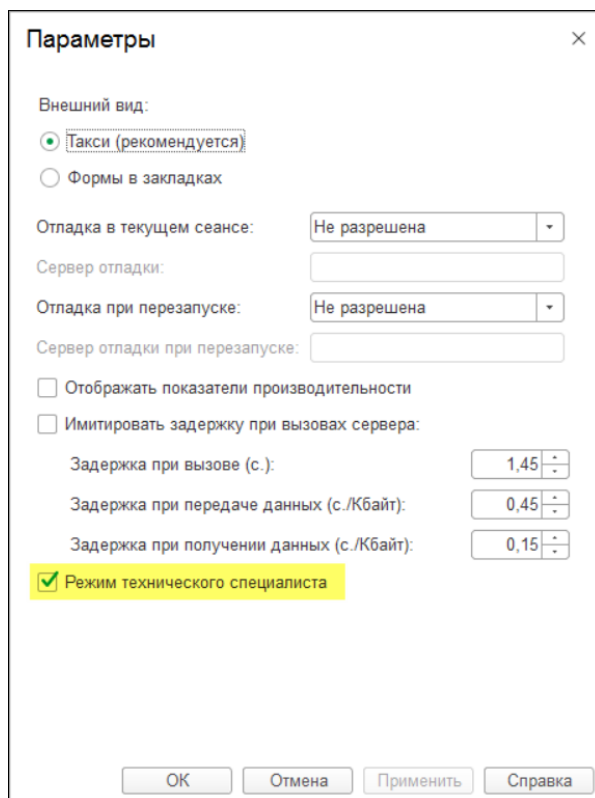 Параметры
Внешний вид:
Такси (рекомендуется)
Формы в закладках
Отладка в текущем сеансе: Не разрешена
Сервер отладки:
Отладка при перезапуске: Не разрешена
Сервер отладки при перезапуске:
Отображать показатели производительности
Имитировать задержку при вызовах сервера:
Задержка при вызове (с.): 1,45
Задержка при передаче данных (с./Кбайт): 0,45
Задержка при получении данных (с./Кбайт): 0,15
Режим технического специалиста
ОК Отмена Применить Справка